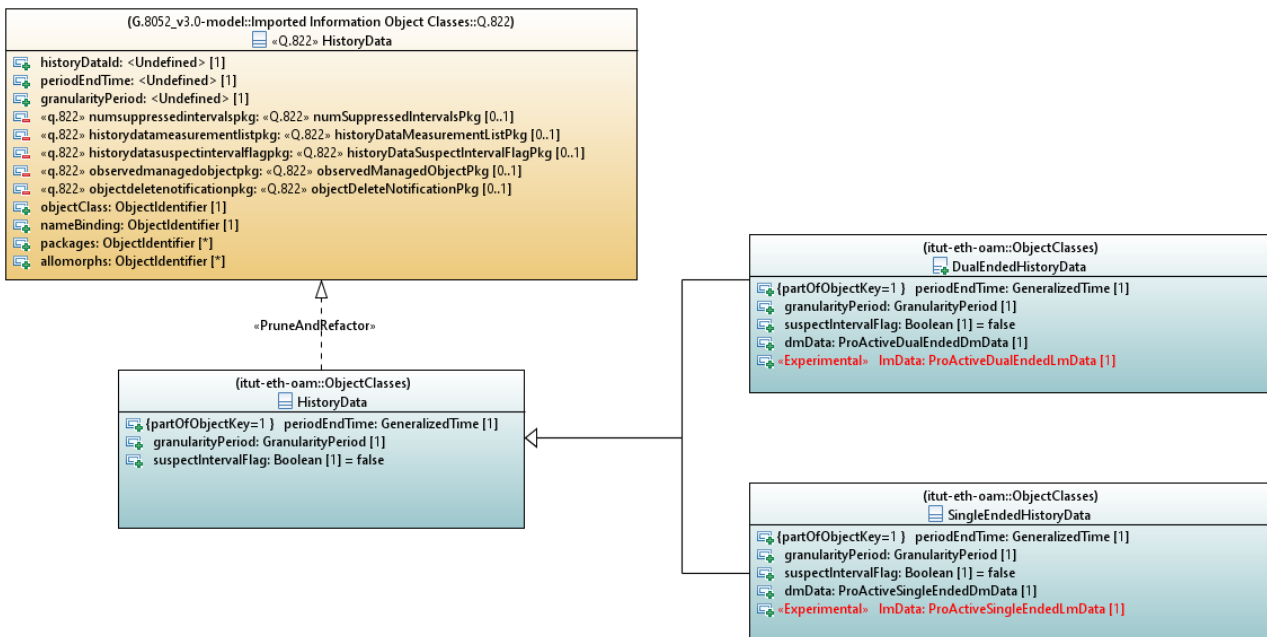 (G.8052_v3.0-model::Imported Information Object Classes::Q.822)
«Q.822» HistoryData
historyDataId: <Undefined> [1]
periodEndTime: <Undefined> [1]
granularityPeriod: <Undefined> [1]
«q.822» numsuppressedintervalspkg: «Q.822» numSuppressedIntervalsPkg [0..1]
«q.822» historydatameasurementlistpkg: «Q.822» historyDataMeasurementListPkg [0..1]
«q.822» historydatasuspectintervalflagpkg: «Q.822» historyDataSuspectIntervalFlagPkg [0..1]
«q.822» observedmanagedobjectpkg: «Q.822» observedManagedObjectPkg [0..1]
«q.822» objectdeletenotificationpkg: «Q.822» objectDeleteNotificationPkg [0..1]
objectClass: ObjectIdentifier [1]
nameBinding: ObjectIdentifier [1]
packages: ObjectIdentifier [*]
allomorphs: ObjectIdentifier [*]
«PruneAndRefactor»
(itut-eth-oam::ObjectClasses)
HistoryData
{partOfObjectKey=1 } periodEndTime: GeneralizedTime [1]
granularityPeriod: GranularityPeriod [1]
suspectIntervalFlag: Boolean [1] = false
(itut-eth-oam::ObjectClasses)
DualEndedHistoryData
{partOfObjectKey=1 } periodEndTime: GeneralizedTime [1]
granularityPeriod: GranularityPeriod [1]
suspectIntervalFlag: Boolean [1] = false
dmData: ProActiveDualEndedDmData [1]
«Experimental» lmData: ProActiveDualEndedLmData [1]
(itut-eth-oam::ObjectClasses)
SingleEndedHistoryData
{partOfObjectKey=1 } periodEndTime: GeneralizedTime [1]
granularityPeriod: GranularityPeriod [1]
suspectIntervalFlag: Boolean [1] = false
dmData: ProActiveSingleEndedDmData [1]
«Experimental» lmData: ProActiveSingleEndedLmData [1]